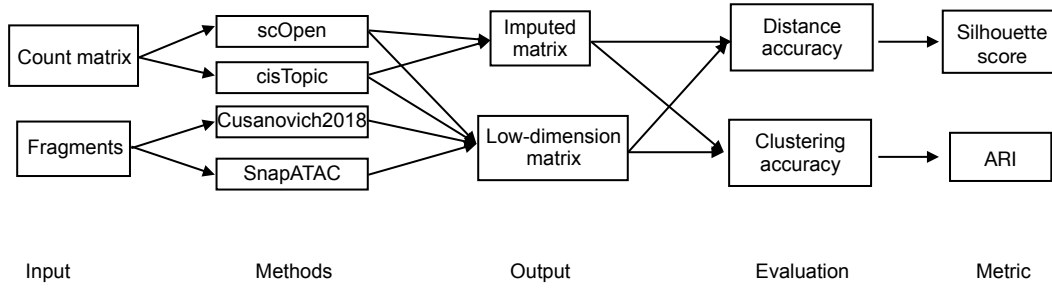 Count matrix
Fragments
scOpen
cisTopic
Cusanovich2018
SnapATAC
Imputed
matrix
Low-dimension
matrix
Distance
accuracy
Clustering
accuracy
Silhouette
score
ARI
Input
Methods
Output
Evaluation
Metric